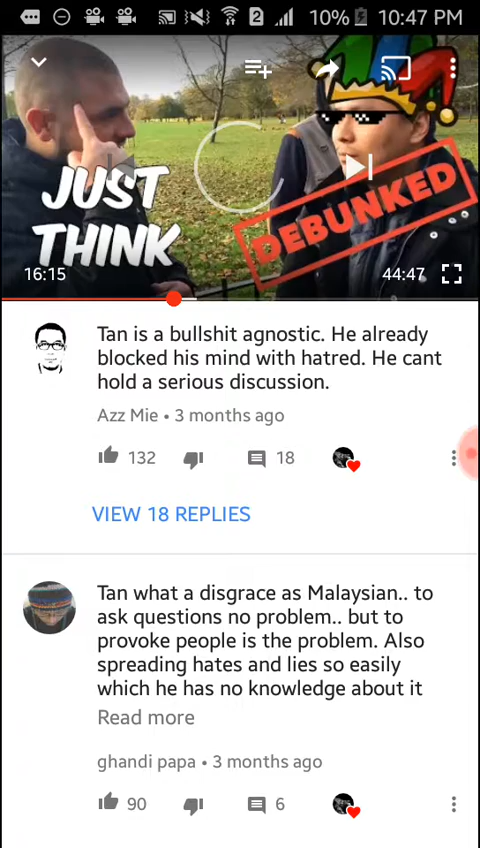 10% 10:47 PM
JUST
THINK
DEBUNKED
16:15
44:47
Tan is a bullshit agnostic. He already
blocked his mind with hatred. He cant
hold a serious discussion.
Azz Mie • 3 months ago
132
18
VIEW 18 REPLIES
Tan what a disgrace as Malaysian.. to
ask questions no problem.. but to
provoke people is the problem. Also
spreading hates and lies so easily
which he has no knowledge about it
Read more
ghandi papa • 3 months ago
90
6